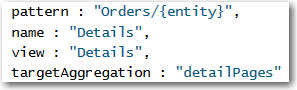 pattern : "Orders/{entity}",
name : "Details",
view : "Details",
targetAggregation : "detailPages"